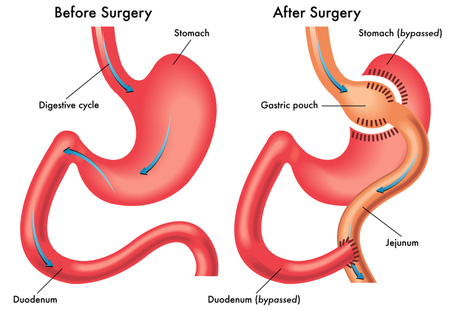 Before Surgery
Stomach
Digestive cycle
Duodenum
After Surgery
Stomach (bypassed)
Gastric pouch
Jejunum
Duodenum (bypassed)